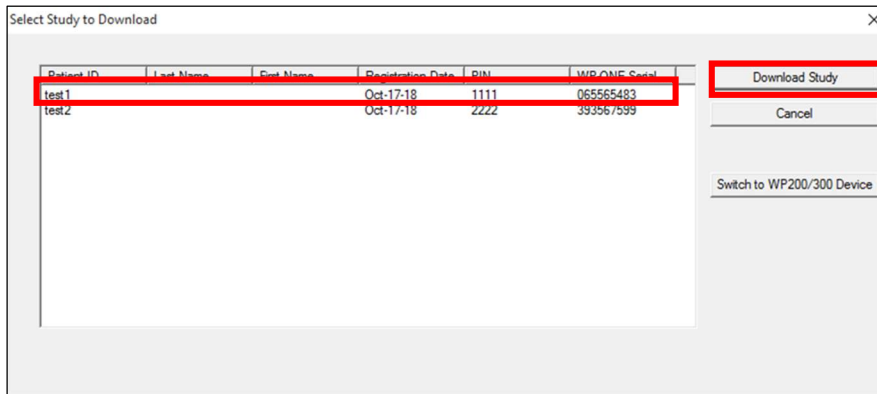 Select Study to Download
Patient ID Last Name First Name Registration Date PIN WP-ONE Serial
test1 Oct-17-18 1111 065565483
test2 Oct-17-18 2222 393567599
Download Study
Cancel
Switch to WP200/300 Device